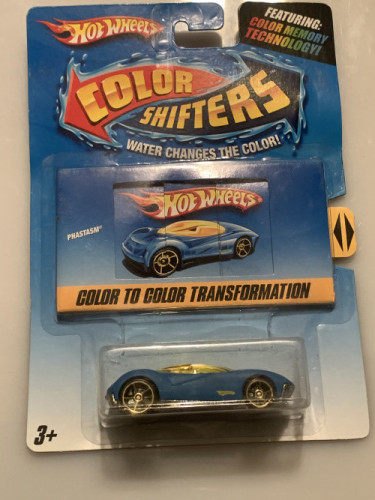 HOT WHEELS
FEATURING:
COLOR MEMORY
TECHNOLOGY!
COLOR
SHIFTERS
WATER CHANGES THE COLOR!
HOT WHEELS
PHASTASM™
COLOR TO COLOR TRANSFORMATION
3+